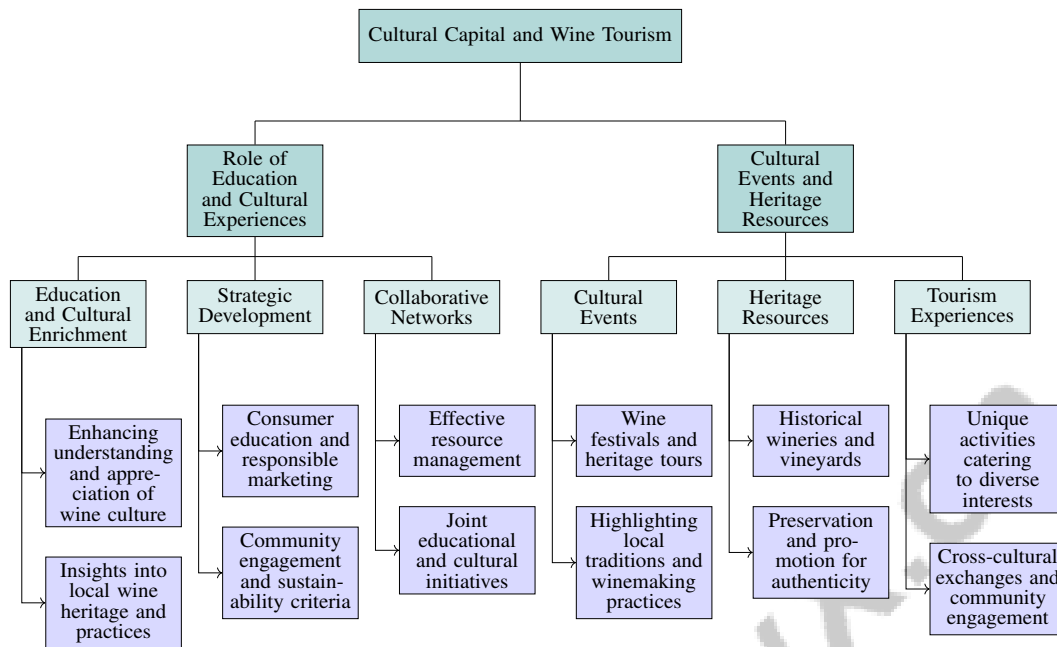 Cultural Capital and Wine Tourism
Role of
Education
and Cultural
Experiences
Cultural
Events and
Heritage
Resources
Education
and Cultural
Enrichment
Strategic
Development
Collaborative
Networks
Cultural
Events
Heritage
Resources
Tourism
Experiences
Enhancing
understanding
and appre-
ciation of
wine culture
Insights into
local wine
heritage and
practices
Consumer
education and
responsible
marketing
Community
engagement
and sustain-
ability criteria
Effective
resource
management
Joint
educational
and cultural
initiatives
Wine
festivals and
heritage tours
Highlighting
local
traditions and
winemaking
practices
Historical
wineries and
vineyards
Preservation
and pro-
motion for
authenticity
Unique
activities
catering
to diverse
interests
Cross-cultural
exchanges and
community
engagement